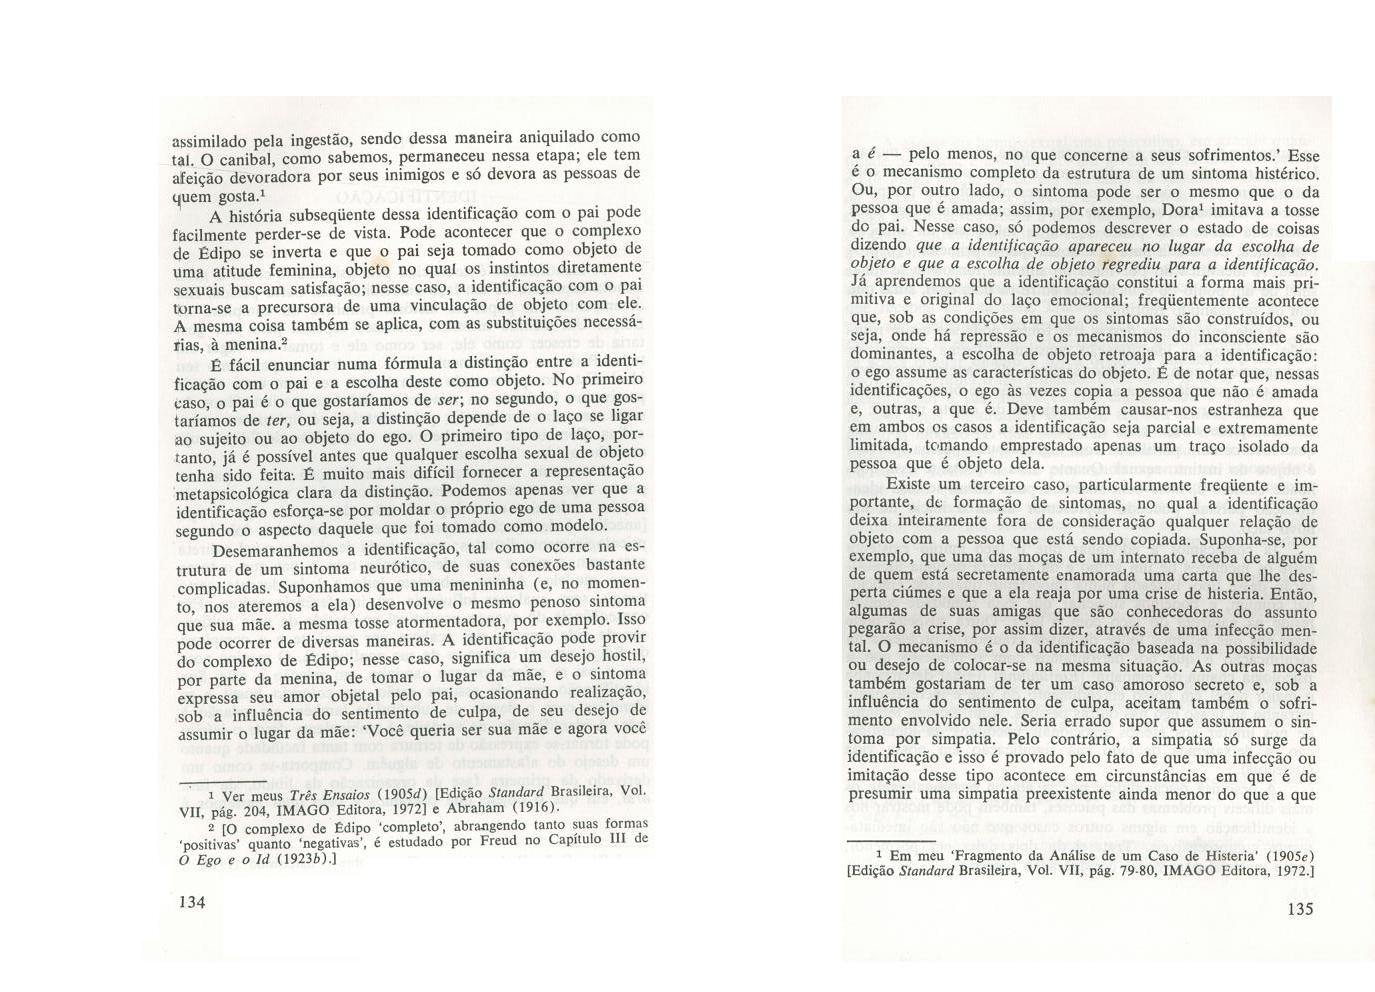 assimilado pela ingestão, sendo dessa maneira aniquilado como
tal. O canibal, como sabemos, permaneceu nessa etapa; ele tem
afeição devoradora por seus inimigos e só devora as pessoas de
quem gosta.¹
A história subseqüente dessa identificação com o pai pode
facilmente perder-se de vista. Pode acontecer que o complexo
de Édipo se inverta e que o pai seja tomado como objeto de
uma atitude feminina, objeto no qual os instintos diretamente
sexuais buscam satisfação; nesse caso, a identificação com o pai
torna-se a precursora de uma vinculação de objeto com ele.
A mesma coisa também se aplica, com as substituições necessá-
rias, à menina.²
É fácil enunciar numa fórmula a distinção entre a identi-
ficação com o pai e a escolha deste como objeto. No primeiro
caso, o pai é o que gostaríamos de ser; no segundo, o que gos-
taríamos de ter, ou seja, a distinção depende de o laço se ligar
ao sujeito ou ao objeto do ego. O primeiro tipo de laço, por-
tanto, já é possível antes que qualquer escolha sexual de objeto
tenha sido feita. É muito mais difícil fornecer a representação
metapsicológica clara da distinção. Podemos apenas ver que a
identificação esforça-se por moldar o próprio ego de uma pessoa
segundo o aspecto daquele que foi tomado como modelo.
Desemaranhemos a identificação, tal como ocorre na es-
trutura de um sintoma neurótico, de suas conexões bastante
complicadas. Suponhamos que uma menininha (e, no momen-
to, nos ateremos a ela) desenvolve o mesmo penoso sintoma
que sua mãe. a mesma tosse atormentadora, por exemplo. Isso
pode ocorrer de diversas maneiras. A identificação pode provir
do complexo de Édipo; nesse caso, significa um desejo hostil,
por parte da menina, de tomar o lugar da mãe, e o sintoma
expressa seu amor objetal pelo pai, ocasionando realização,
sob a influência do sentimento de culpa, de seu desejo de
assumir o lugar da mãe: ‘Você queria ser sua mãe e agora você
¹ Ver meus Três Ensaios (1905d) [Edição Standard Brasileira, Vol.
VII, pág. 204, IMAGO Editora, 1972] e Abraham (1916).
² [O complexo de Édipo ‘completo’, abrangendo tanto suas formas
‘positivas’ quanto ‘negativas’, é estudado por Freud no Capítulo III de
O Ego e o Id (1923b).]
134
a é — pelo menos, no que concerne a seus sofrimentos.’ Esse
é o mecanismo completo da estrutura de um sintoma histérico.
Ou, por outro lado, o sintoma pode ser o mesmo que o da
pessoa que é amada; assim, por exemplo, Dora¹ imitava a tosse
do pai. Nesse caso, só podemos descrever o estado de coisas
dizendo que a identificação apareceu no lugar da escolha de
objeto e que a escolha de objeto regrediu para a identificação.
Já aprendemos que a identificação constitui a forma mais pri-
mitiva e original do laço emocional; freqüentemente acontece
que, sob as condições em que os sintomas são construídos, ou
seja, onde há repressão e os mecanismos do inconsciente são
dominantes, a escolha de objeto retroaja para a identificação:
o ego assume as características do objeto. É de notar que, nessas
identificações, o ego às vezes copia a pessoa que não é amada
e, outras, a que é. Deve também causar-nos estranheza que
em ambos os casos a identificação seja parcial e extremamente
limitada, tomando emprestado apenas um traço isolado da
pessoa que é objeto dela.
Existe um terceiro caso, particularmente freqüente e im-
portante, de formação de sintomas, no qual a identificação
deixa inteiramente fora de consideração qualquer relação de
objeto com a pessoa que está sendo copiada. Suponha-se, por
exemplo, que uma das moças de um internato receba de alguém
de quem está secretamente enamorada uma carta que lhe des-
perta ciúmes e que a ela reaja por uma crise de histeria. Então,
algumas de suas amigas que são conhecedoras do assunto
pegarão a crise, por assim dizer, através de uma infecção men-
tal. O mecanismo é o da identificação baseada na possibilidade
ou desejo de colocar-se na mesma situação. As outras moças
também gostariam de ter um caso amoroso secreto e, sob a
influência do sentimento de culpa, aceitam também o sofri-
mento envolvido nele. Seria errado supor que assumem o sin-
toma por simpatia. Pelo contrário, a simpatia só surge da
identificação e isso é provado pelo fato de que uma infecção ou
imitação desse tipo acontece em circunstâncias em que é de
presumir uma simpatia preexistente ainda menor do que a que
¹ Em meu ‘Fragmento da Análise de um Caso de Histeria’ (1905e)
[Edição Standard Brasileira, Vol. VII, pág. 79-80, IMAGO Editora, 1972.]
135